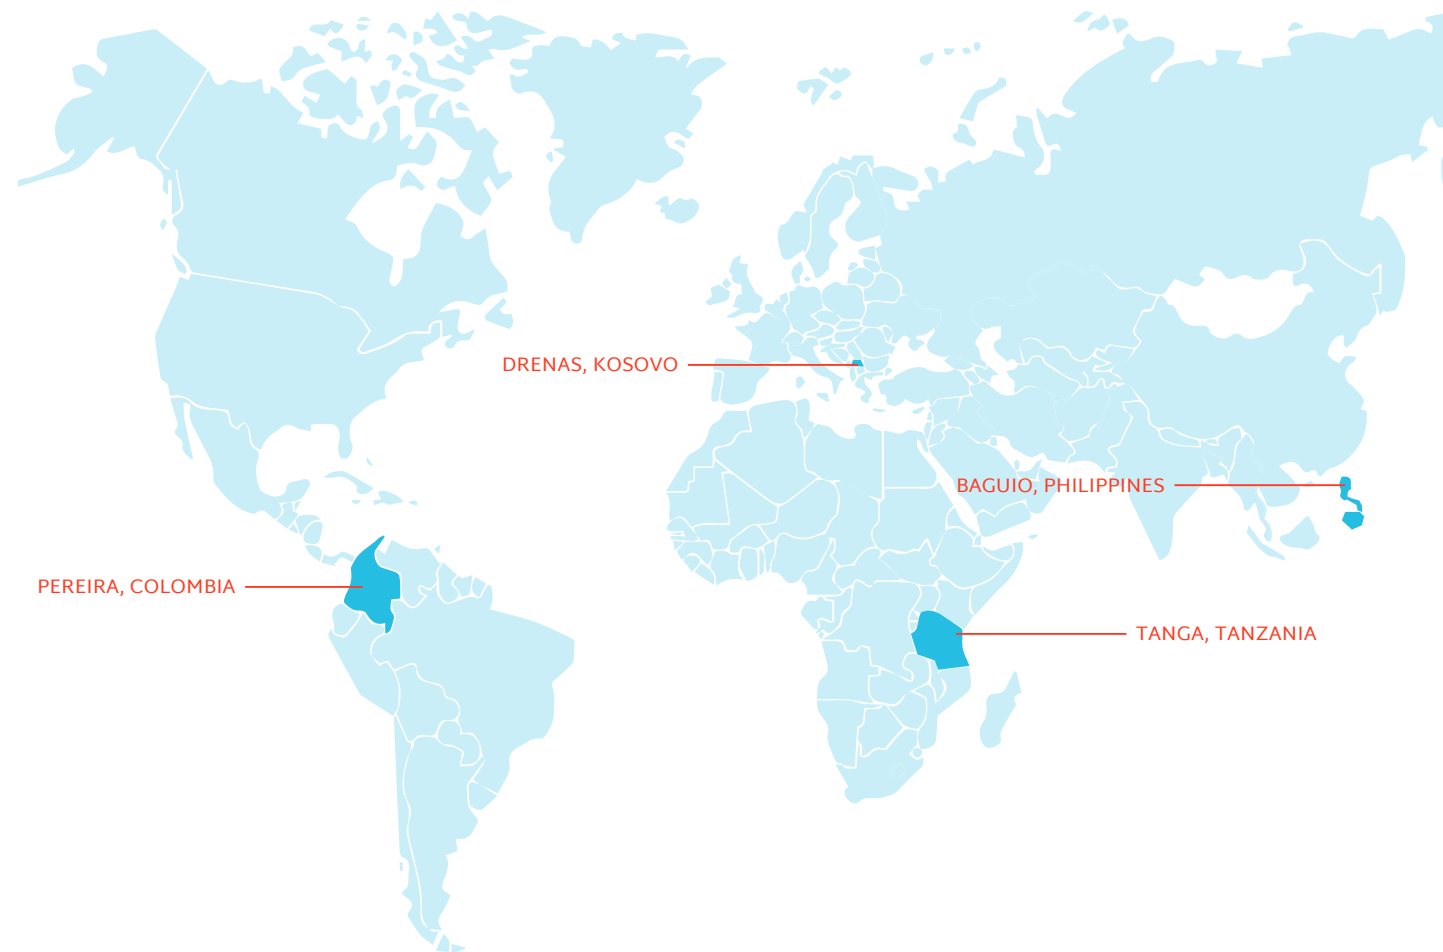 DRENAS, KOSOVO
BAGUIO, PHILIPPINES
PEREIRA, COLOMBIA
TANGA, TANZANIA